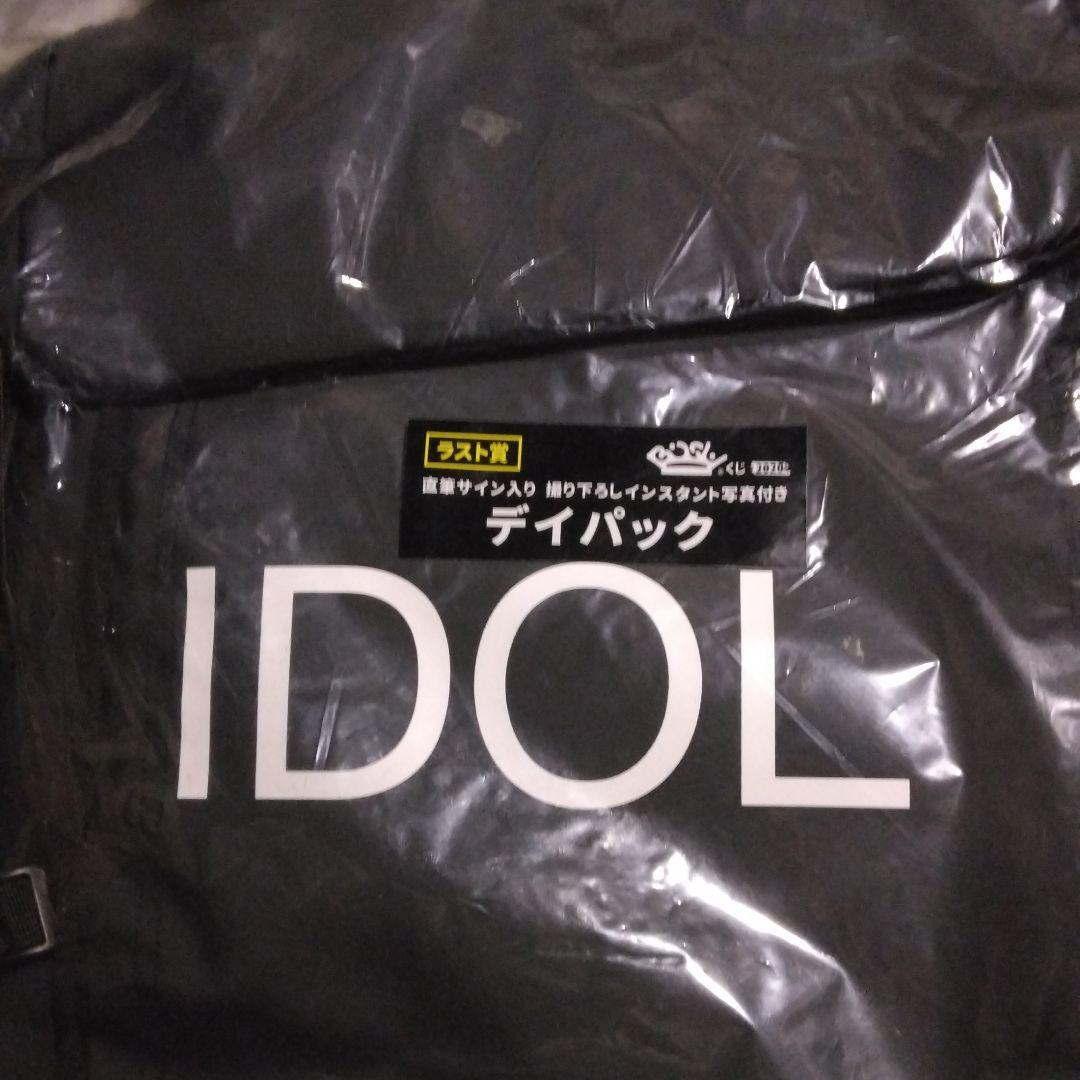 ラスト賞
くじ 2020
直筆サイン入り 撮り下ろしインスタント写真付き
デイパック
IDOL